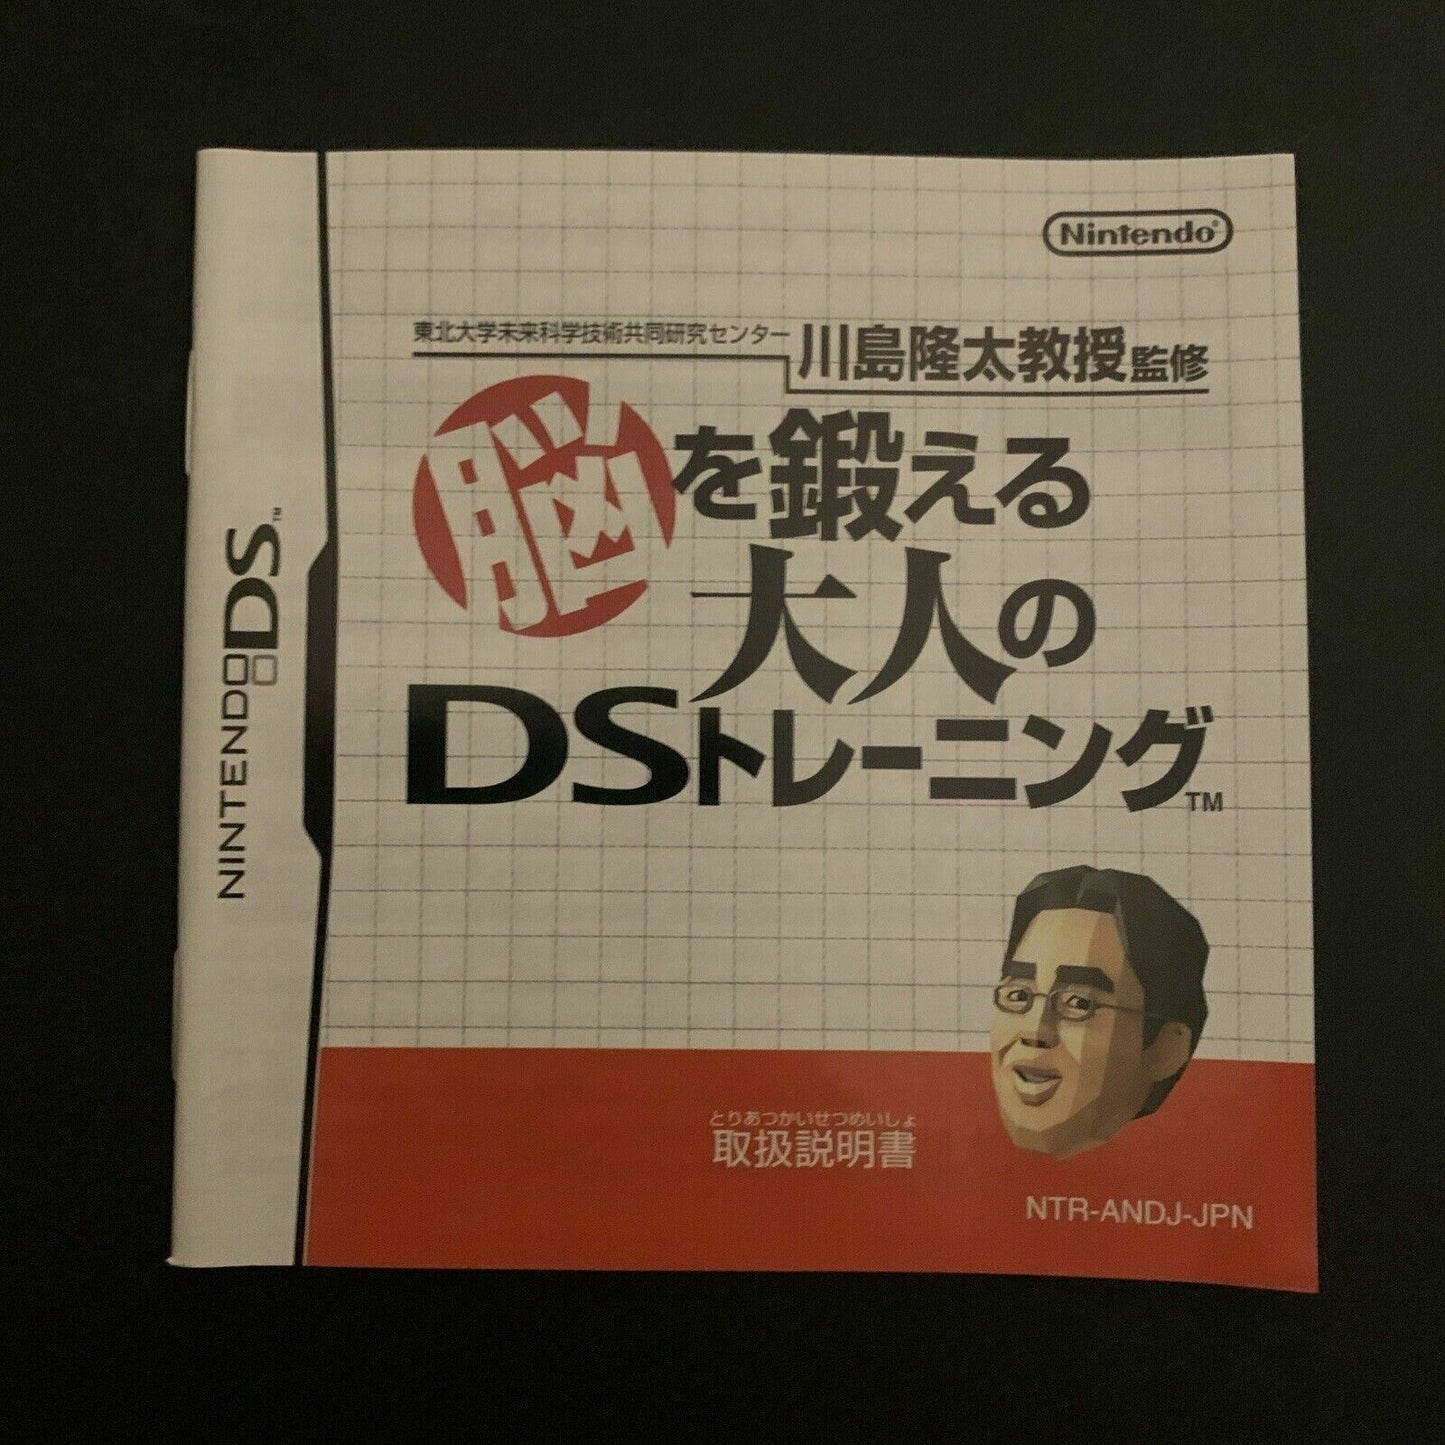 Nintendo®
東北大学未来科学技術共同研究センター 川島隆太教授監修
脳を鍛える
大人の
DSトレーニング™
NINTENDO DS™
とりあつかいせつめいしょ
取扱説明書
NTR-ANDJ-JPN